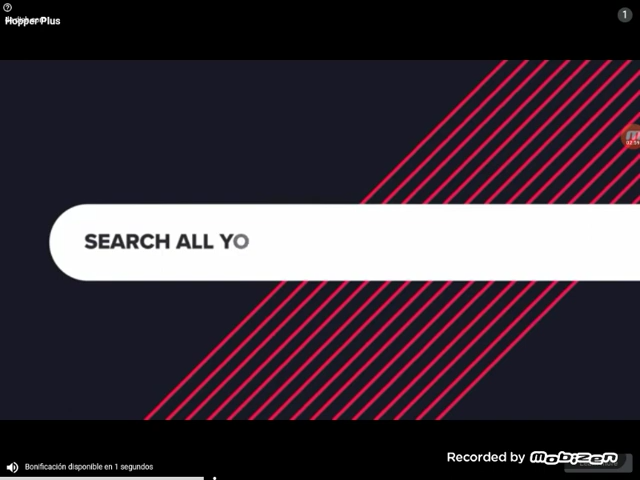 Hopper Plus
1
SEARCH ALL YO
Recorded by Mobizen
Bonificación disponible en 1 segundos